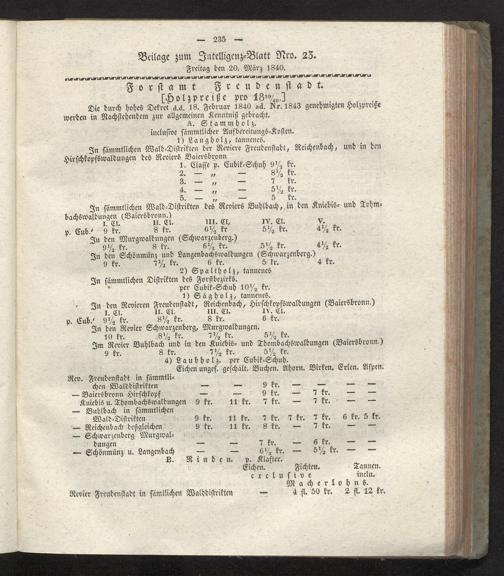 — 235 —
Beilage zum Intelligenz-Blatt Nro. 23.
Freitag den 20. März 1840.
Forstamt Freudenstadt.
[Holzpreiße pro 18³⁹/₄₀.]
Die durch hohes Dekret d.d. 18. Februar 1840 ad. Nr. 1843 genehmigten Holzpreiße
werden in Nachstehendem zur allgemeinen Kenntniß gebracht.
A. Stammholz,
inclusive sämmtlicher Aufbereitungs-Kosten.
1) Langholz, tannenes.
In sämmtlichen Wald-Distrikten der Reviere Freudenstadt, Reichenbach, und in den
Hirschkopfswaldungen des Reviers Baiersbronn
1. Classe p. Cubik-Schuh 9½ kr.
2. — „ — 8½ kr.
3. — „ — 7 kr.
4. — „ — 5½ kr.
5. — „ — 5 kr.
In sämmtlichen Wald-Distrikten des Reviers Buhlbach, in den Kniebis- und Thom-
bachswaldungen (Baiersbronn.)
I. Cl. II. Cl. III. Cl. IV. Cl. V.
p. Cub.' 9 kr. 8 kr. 6½ kr 5½ kr. 4½ kr.
In den Murgwaldungen (Schwarzenberg.)
9½ kr. 8 kr. 6½ kr. 5½ kr. 4½ kr.
In den Schönmünz und Langenbachswaldungen (Schwarzenberg.)
9 kr. 7½ kr. 6 kr. 5 kr. 4 kr.
2) Spaltholz, tannenes
In sämmtlichen Distrikten des Forstbezirks.
per Cubik-Schuh 10½ kr.
1) Sägholz, tannenes.
In den Revieren Freudenstadt, Reichenbach, Hirschkopfswaldungen (Baiersbronn.)
I. Cl. II. Cl. III. Cl. IV. Cl.
p. Cub.' 9½ kr. 8½ kr. 8 kr. 6 kr.
In den Revier Schwarzenberg, Murgwaldungen.
10 kr. 8½ kr. 7½ kr. 5½ kr.
Im Revier Buhlbach und in den Kniebis- und Thombachswaldungen (Baiersbronn.)
9 kr. 8 kr. 7½ kr. 5½ kr.
4) Laubholz. per Cubik-Schuh.
Eichen ungef. geschält. Buchen. Ahorn. Birken. Erlen. Aspen.
Rev. Freudenstadt in sämmtli-
chen Walddistrikten — — 9 kr. — —
— Baiersbronn Hirschkopf — — 9 kr. — 7 kr. — —
Kniebis u. Thombachswaldungen 9 kr. 11 kr. 7 kr. — 7 kr. — —
— Buhlbach in sämmtlichen
Wald-Distrikten 9 kr. 11 kr. 7 kr. 7 kr. 7 kr. 6 kr. 5 kr.
— Reichenbach deßgleichen 9 kr. 11 kr. 8 kr. — 7 kr. — —
— Schwarzenberg Murgwal-
dungen — — 7 kr. — 6 kr. — —
— Schönmünz u. Langenbach — — 6½ kr. — 5½ kr. — —
B. Rinden. p. Klafter.
Eichen. Fichten. Tannen.
exclusive inclu.
Macherlohns.
Revier Freudenstadt in sämtlichen Walddistrikten — 4 fl. 50 kr. 2 fl. 12 kr.